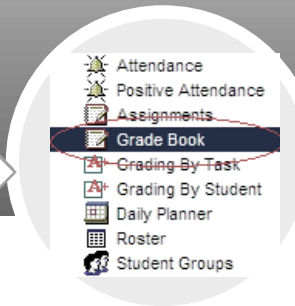 Attendance
Positive Attendance
Assignments
Grade Book
Grading By Task
Grading By Student
Daily Planner
Roster
Student Groups